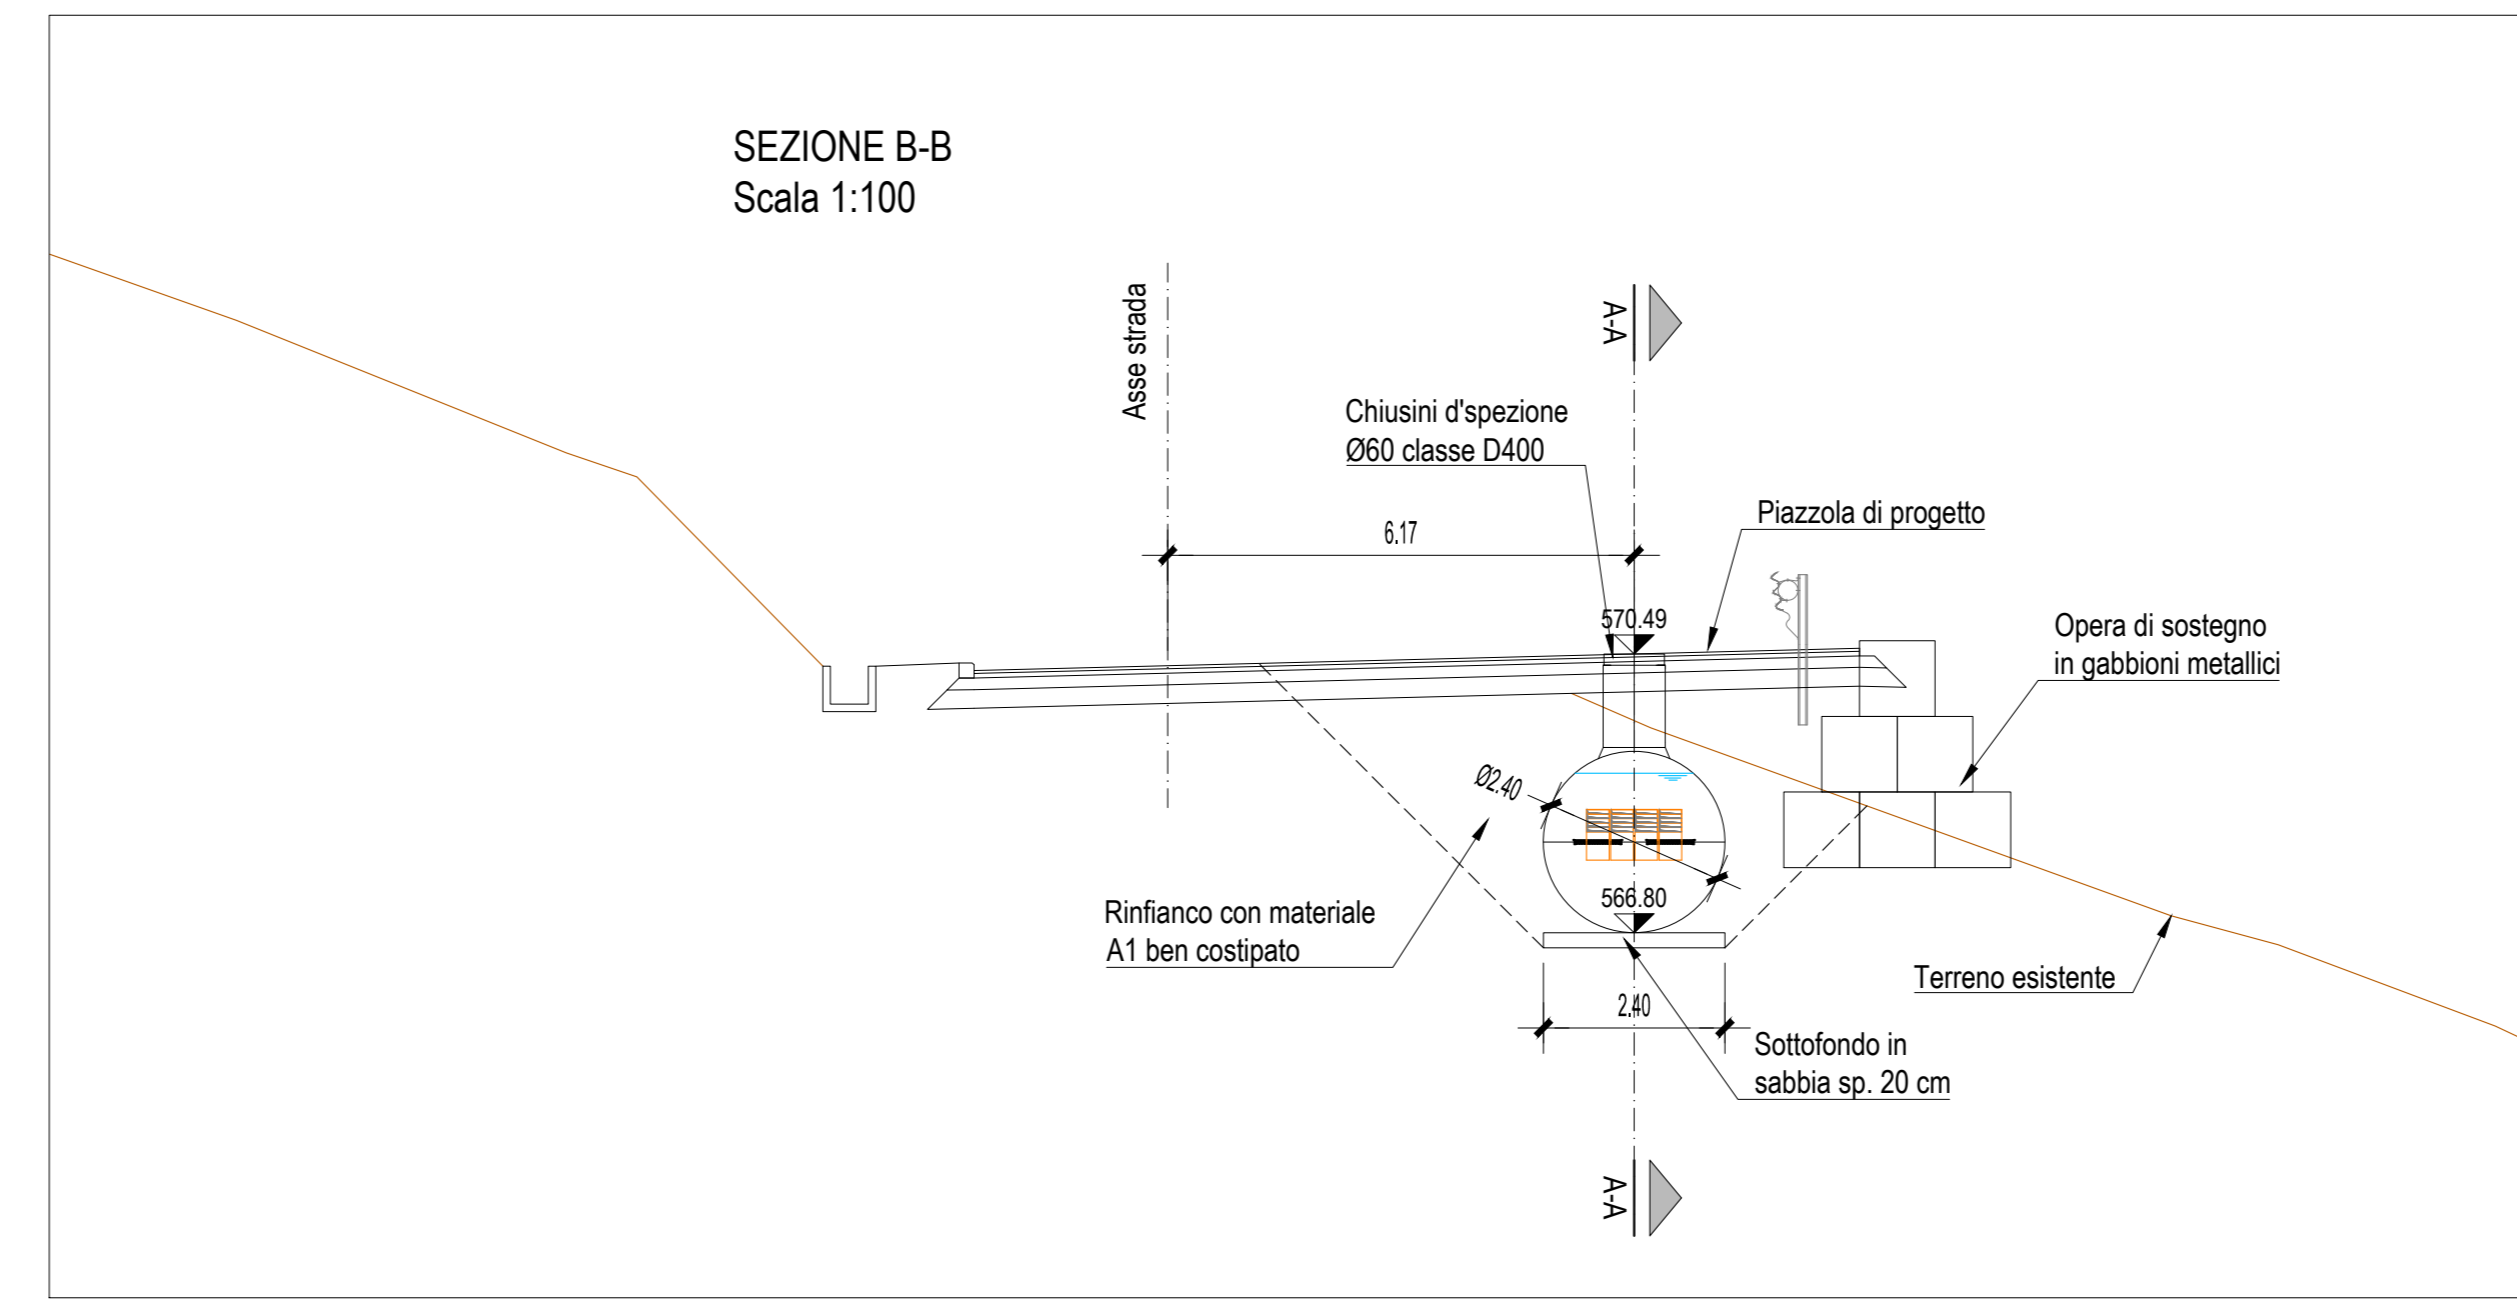 SEZIONE B-B
Scala 1:100
Asse strada
A-A
Chiusini d'spezione
Ø60 classe D400
6.17
Piazzola di progetto
570.49
Opera di sostegno
in gabbioni metallici
Ø2.40
566.80
Rinfianco con materiale
A1 ben costipato
Terreno esistente
2.40
Sottofondo in
sabbia sp. 20 cm
A-A